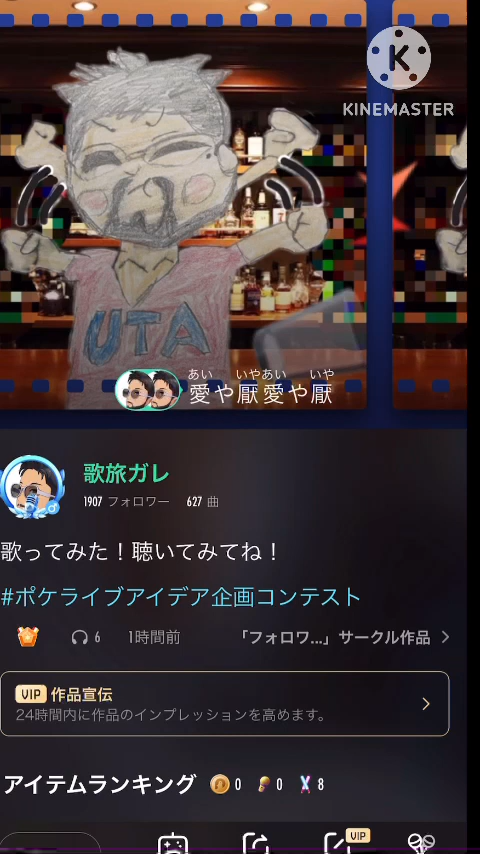 KINEMASTER
UTA
あい いやあい いや
愛や厭愛や厭
歌旅ガレ
1907 フォロワー 627 曲
歌ってみた！聴いてみてね！
#ポケライブアイデア企画コンテスト
6 1時間前 「フォロワ...」サークル作品
VIP 作品宣伝
24時間内に作品のインプレッションを高めます。
アイテムランキング 0 0 8
VIP